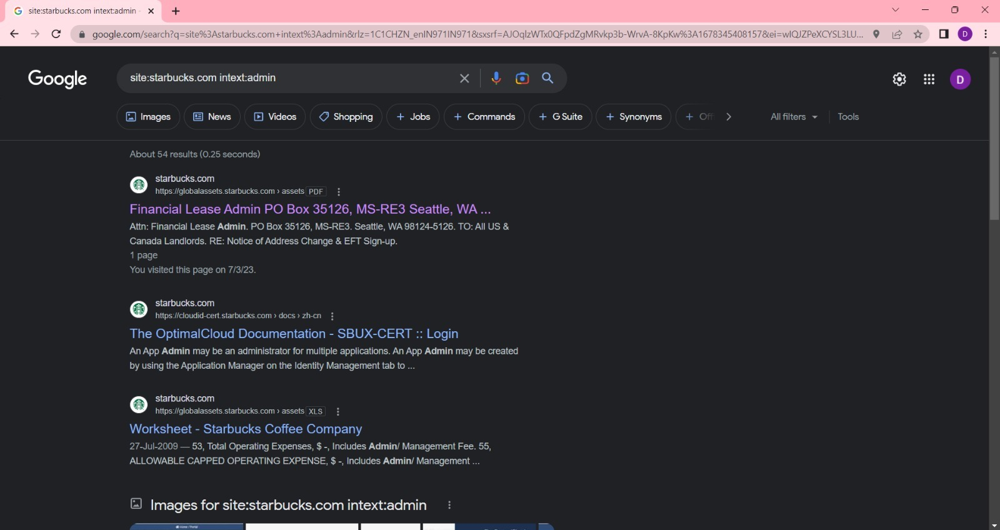 site:starbucks.com intext:admin
google.com/search?q=site%3Astarbucks.com+intext%3Aadmin&rlz=1C1CHZN_enIN971IN971&sxsrf=AJOqlzWTx0QFpdZgMRvkp3b-WrvA-8KpKw%3A1678345408157&ei=wIQJZPeXCYSL3LU...
D
Google
site:starbucks.com intext:admin
D
Images
News
Videos
Shopping
+ Jobs
+ Commands
+ G Suite
+ Synonyms
+ Off
All filters
Tools
About 54 results (0.25 seconds)
starbucks.com
https://globalassets.starbucks.com › assets PDF
Financial Lease Admin PO Box 35126, MS-RE3 Seattle, WA ...
Attn: Financial Lease Admin. PO Box 35126, MS-RE3. Seattle, WA 98124-5126. TO: All US &
Canada Landlords. RE: Notice of Address Change & EFT Sign-up.
1 page
You visited this page on 7/3/23.
starbucks.com
https://cloudid-cert.starbucks.com › docs › zh-cn
The OptimalCloud Documentation - SBUX-CERT :: Login
An App Admin may be an administrator for multiple applications. An App Admin may be created
by using the Application Manager on the Identity Management tab to ...
starbucks.com
https://globalassets.starbucks.com › assets XLS
Worksheet - Starbucks Coffee Company
27-Jul-2009 — 53, Total Operating Expenses, $ -, Includes Admin/ Management Fee. 55,
ALLOWABLE CAPPED OPERATING EXPENSE, $ -, Includes Admin/ Management ...
Images for site:starbucks.com intext:admin
Home / Portal